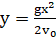 y = gx²/2v₀